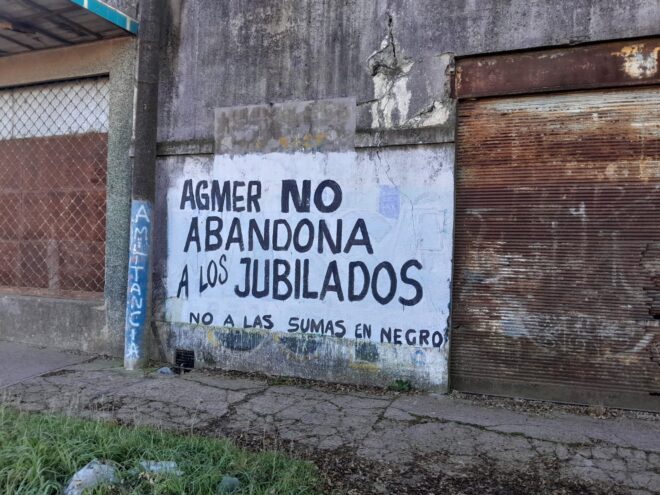 AGMER NO
ABANDONA
A LOS JUBILADOS
NO A LAS SUMAS EN NEGRO